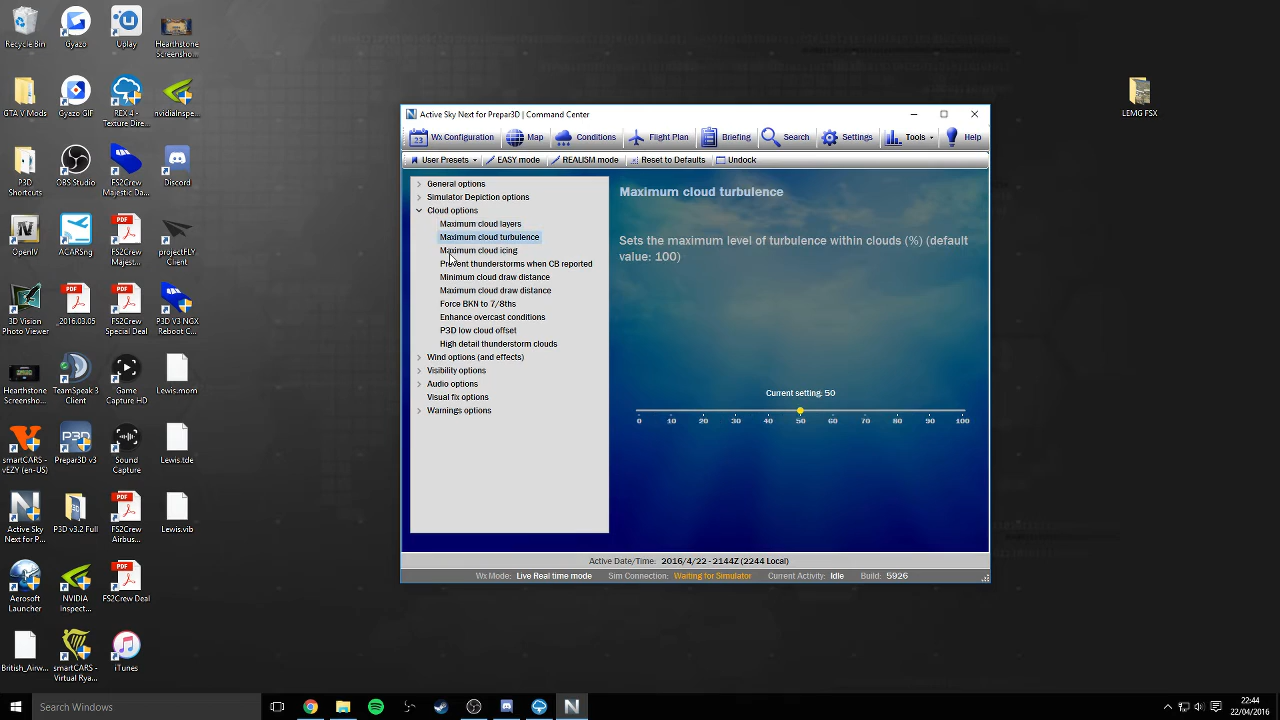 Recycle Bin
Gyazo
Uplay
Hearthstone
Screensho...
GTA V Mods
Gyazo GIF
REX 4 -
Texture Dire...
nvidiaInspe...
P3D
Shortcuts
OBS Studio
FS2Crew
Majestic Da...
Discord
OpenIV
ACARSng
FS2Crew
Majest...
projectFLY
Client
3D Vision
Photo Viewer
2016.03.05
FS2Crew
Special Deal
P3D V3 NGX
Reboot C...
Hearthstone
Screensho...
TeamSpeak 3
Client
Game
Capture HD
Lewis.mom
smartCARS -
vEZY (en-US)
Prepar3D v3
Sound
Capture
Lewis.tde
Active Sky
Next for P...
P3D v3.2 Full
FS2Crew
Airbus...
Lewis.vib
Aerosoft
Launcher
NVIDIA
Inspect...
FS2Crew Deal
British_Airw...
smartCARS -
Virtual Rya...
iTunes
LEMG FSX
Active Sky Next for Prepar3D | Command Center
23 Wx Configuration Map Conditions Flight Plan Briefing Search Settings Tools Help
User Presets EASY mode REALISM mode Reset to Defaults Undock
General options
Simulator Depiction options
Cloud options
Maximum cloud layers
Maximum cloud turbulence
Maximum cloud icing
Prevent thunderstorms when CB reported
Minimum cloud draw distance
Maximum cloud draw distance
Force BKN to 7/8ths
Enhance overcast conditions
P3D low cloud offset
High detail thunderstorm clouds
Wind options (and effects)
Visibility options
Audio options
Visual fix options
Warnings options
Maximum cloud turbulence
Sets the maximum level of turbulence within clouds (%) (default
value: 100)
Current setting: 50
0 10 20 30 40 50 60 70 80 90 100
Active Date/Time: 2016/4/22 - 2144Z (2244 Local)
Wx Mode: Live Real time mode Sim Connection: Waiting for Simulator Current Activity: Idle Build: 5926
Search Windows
22:44
22/04/2016